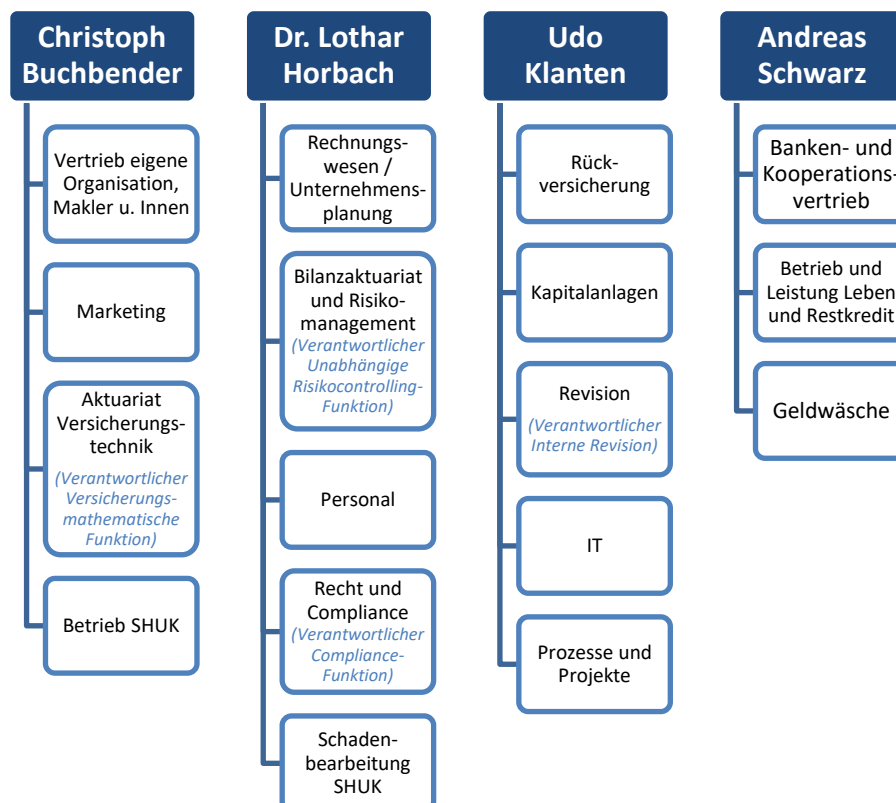 Christoph
Buchbender
Vertrieb eigene
Organisation,
Makler u. Innen
Marketing
Aktuariat
Versicherungs-
technik
(Verantwortlicher
Versicherungs-
mathematische
Funktion)
Betrieb SHUK
Dr. Lothar
Horbach
Rechnungs-
wesen /
Unternehmens-
planung
Bilanzaktuariat
und Risiko-
management
(Verantwortlicher
Unabhängige
Risikocontrolling-
Funktion)
Personal
Recht und
Compliance
(Verantwortlicher
Compliance-
Funktion)
Schaden-
bearbeitung
SHUK
Udo
Klanten
Rück-
versicherung
Kapitalanlagen
Revision
(Verantwortlicher
Interne Revision)
IT
Prozesse und
Projekte
Andreas
Schwarz
Banken- und
Kooperations-
vertrieb
Betrieb und
Leistung Leben
und Restkredit
Geldwäsche